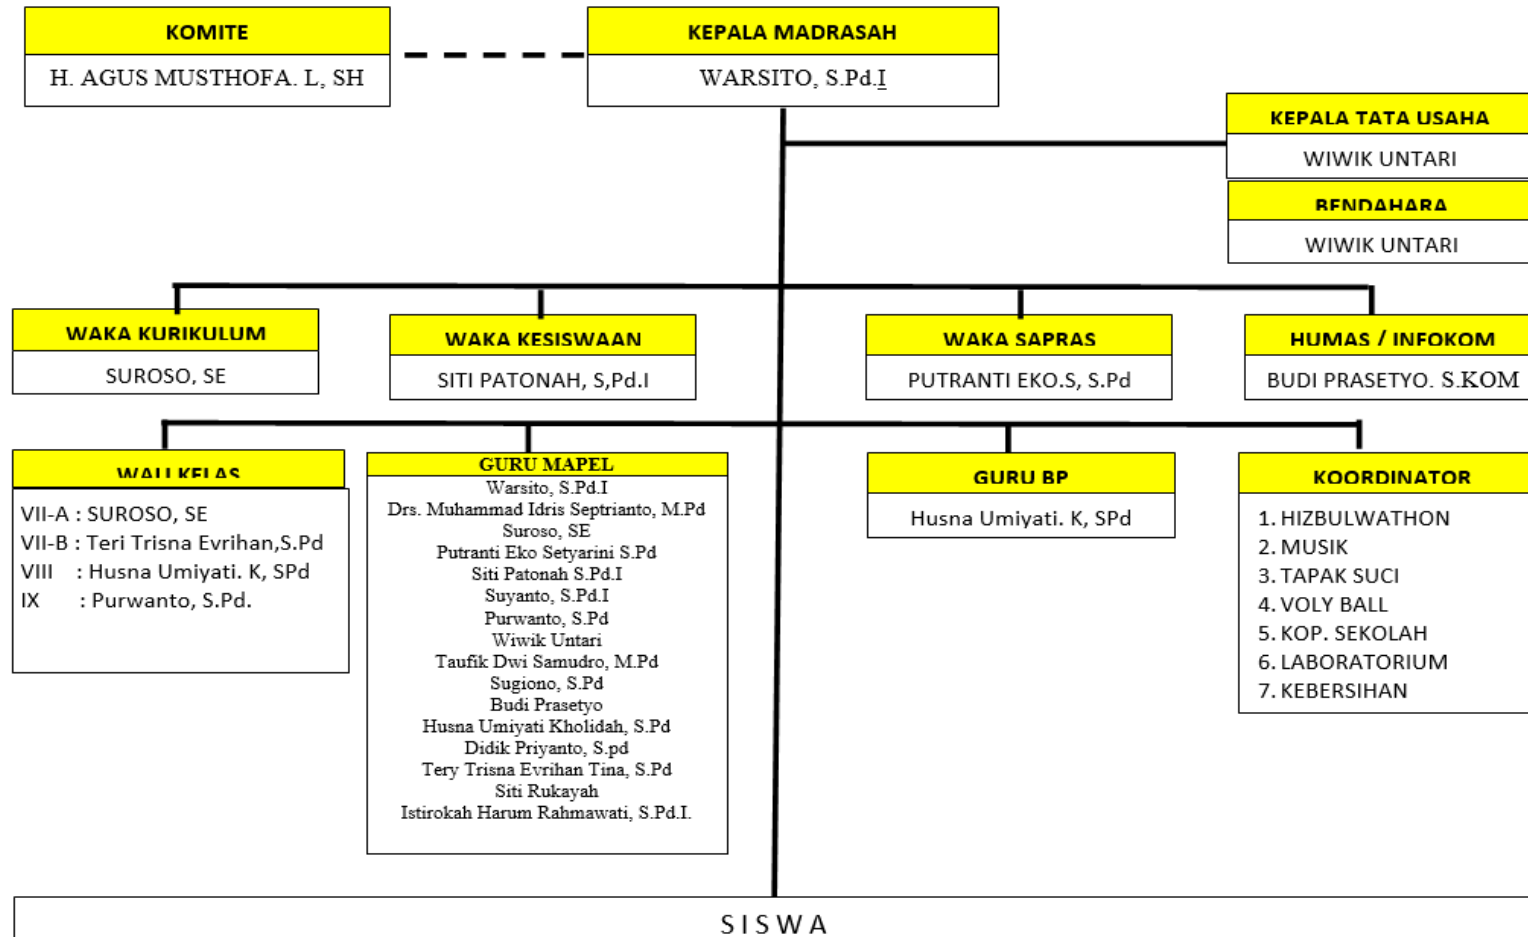 KOMITE
H. AGUS MUSTHOFA. L, SH
KEPALA MADRASAH
WARSITO, S.Pd.I
KEPALA TATA USAHA
WIWIK UNTARI
BENDAHARA
WIWIK UNTARI
WAKA KURIKULUM
SUROSO, SE
WAKA KESISWAAN
SITI PATONAH, S,Pd.I
WAKA SAPRAS
PUTRANTI EKO.S, S.Pd
HUMAS / INFOKOM
BUDI PRASETYO. S.KOM
WALI KELAS
VII-A : SUROSO, SE
VII-B : Teri Trisna Evrihan,S.Pd
VIII : Husna Umiyati. K, SPd
IX : Purwanto, S.Pd.
GURU MAPEL
Warsito, S.Pd.I
Drs. Muhammad Idris Septrianto, M.Pd
Suroso, SE
Putranti Eko Setyarini S.Pd
Siti Patonah S.Pd.I
Suyanto, S.Pd.I
Purwanto, S.Pd
Wiwik Untari
Taufik Dwi Samudro, M.Pd
Sugiono, S.Pd
Budi Prasetyo
Husna Umiyati Kholidah, S.Pd
Didik Priyanto, S.pd
Tery Trisna Evrihan Tina, S.Pd
Siti Rukayah
Istirokah Harum Rahmawati, S.Pd.I.
GURU BP
Husna Umiyati. K, SPd
KOORDINATOR
1. HIZBULWATHON
2. MUSIK
3. TAPAK SUCI
4. VOLY BALL
5. KOP. SEKOLAH
6. LABORATORIUM
7. KEBERSIHAN
S I S W A